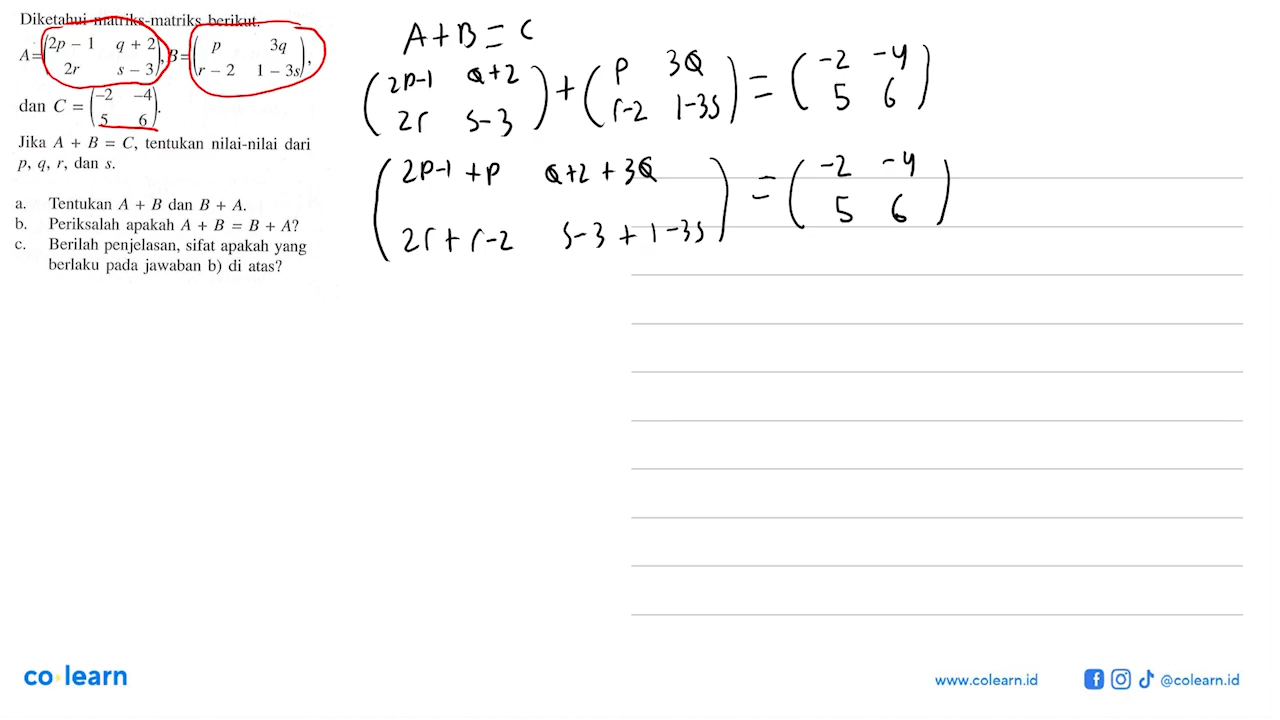 Diketahui matriks-matriks berikut.
A = (2p – 1 q + 2), B = (p 3q),
(2r s – 3) (r – 2 1 – 3s)
dan C = (–2 –4).
(5 6)
Jika A + B = C, tentukan nilai-nilai dari
p, q, r, dan s.
a. Tentukan A + B dan B + A.
b. Periksalah apakah A + B = B + A?
c. Berilah penjelasan, sifat apakah yang
berlaku pada jawaban b) di atas?
A+B = C
(2p-1 q+2) + (p 3q) = (-2 -4)
(2r s-3) (r-2 1-3s) (5 6)
(2p-1+p q+2+3q) = (-2 -4)
(2r+r-2 s-3+1-3s) (5 6)
co learn
www.colearn.id @colearn.id